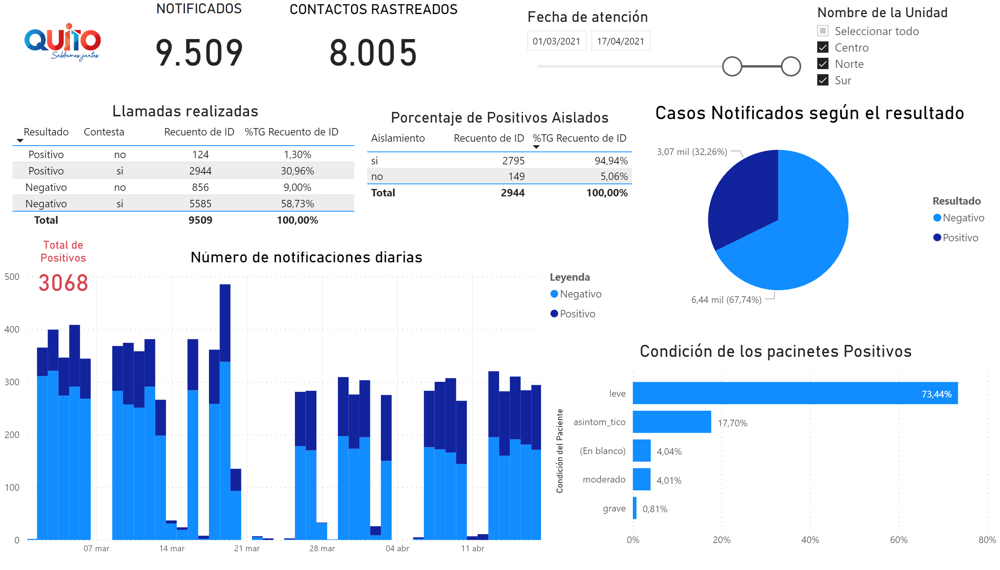 NOTIFICADOS
9.509
CONTACTOS RASTREADOS
8.005
QUITO
Saldremos juntos
Fecha de atención
01/03/2021 17/04/2021
Nombre de la Unidad
Seleccionar todo
Centro
Norte
Sur
Llamadas realizadas
Resultado Contesta Recuento de ID %TG Recuento de ID
Positivo no 124 1,30%
Positivo si 2944 30,96%
Negativo no 856 9,00%
Negativo si 5585 58,73%
Total 9509 100,00%
Porcentaje de Positivos Aislados
Aislamiento Recuento de ID %TG Recuento de ID
si 2795 94,94%
no 149 5,06%
Total 2944 100,00%
Casos Notificados según el resultado
3,07 mil (32,26%)
6,44 mil (67,74%)
Resultado
Negativo
Positivo
Total de
Positivos
3068
Número de notificaciones diarias
500
400
300
200
100
0
07 mar 14 mar 21 mar 28 mar 04 abr 11 abr
Leyenda
Negativo
Positivo
Condición de los pacinetes Positivos
Condición del Paciente
leve 73,44%
asintom_tico 17,70%
(En blanco) 4,04%
moderado 4,01%
grave 0,81%
0% 20% 40% 60% 80%